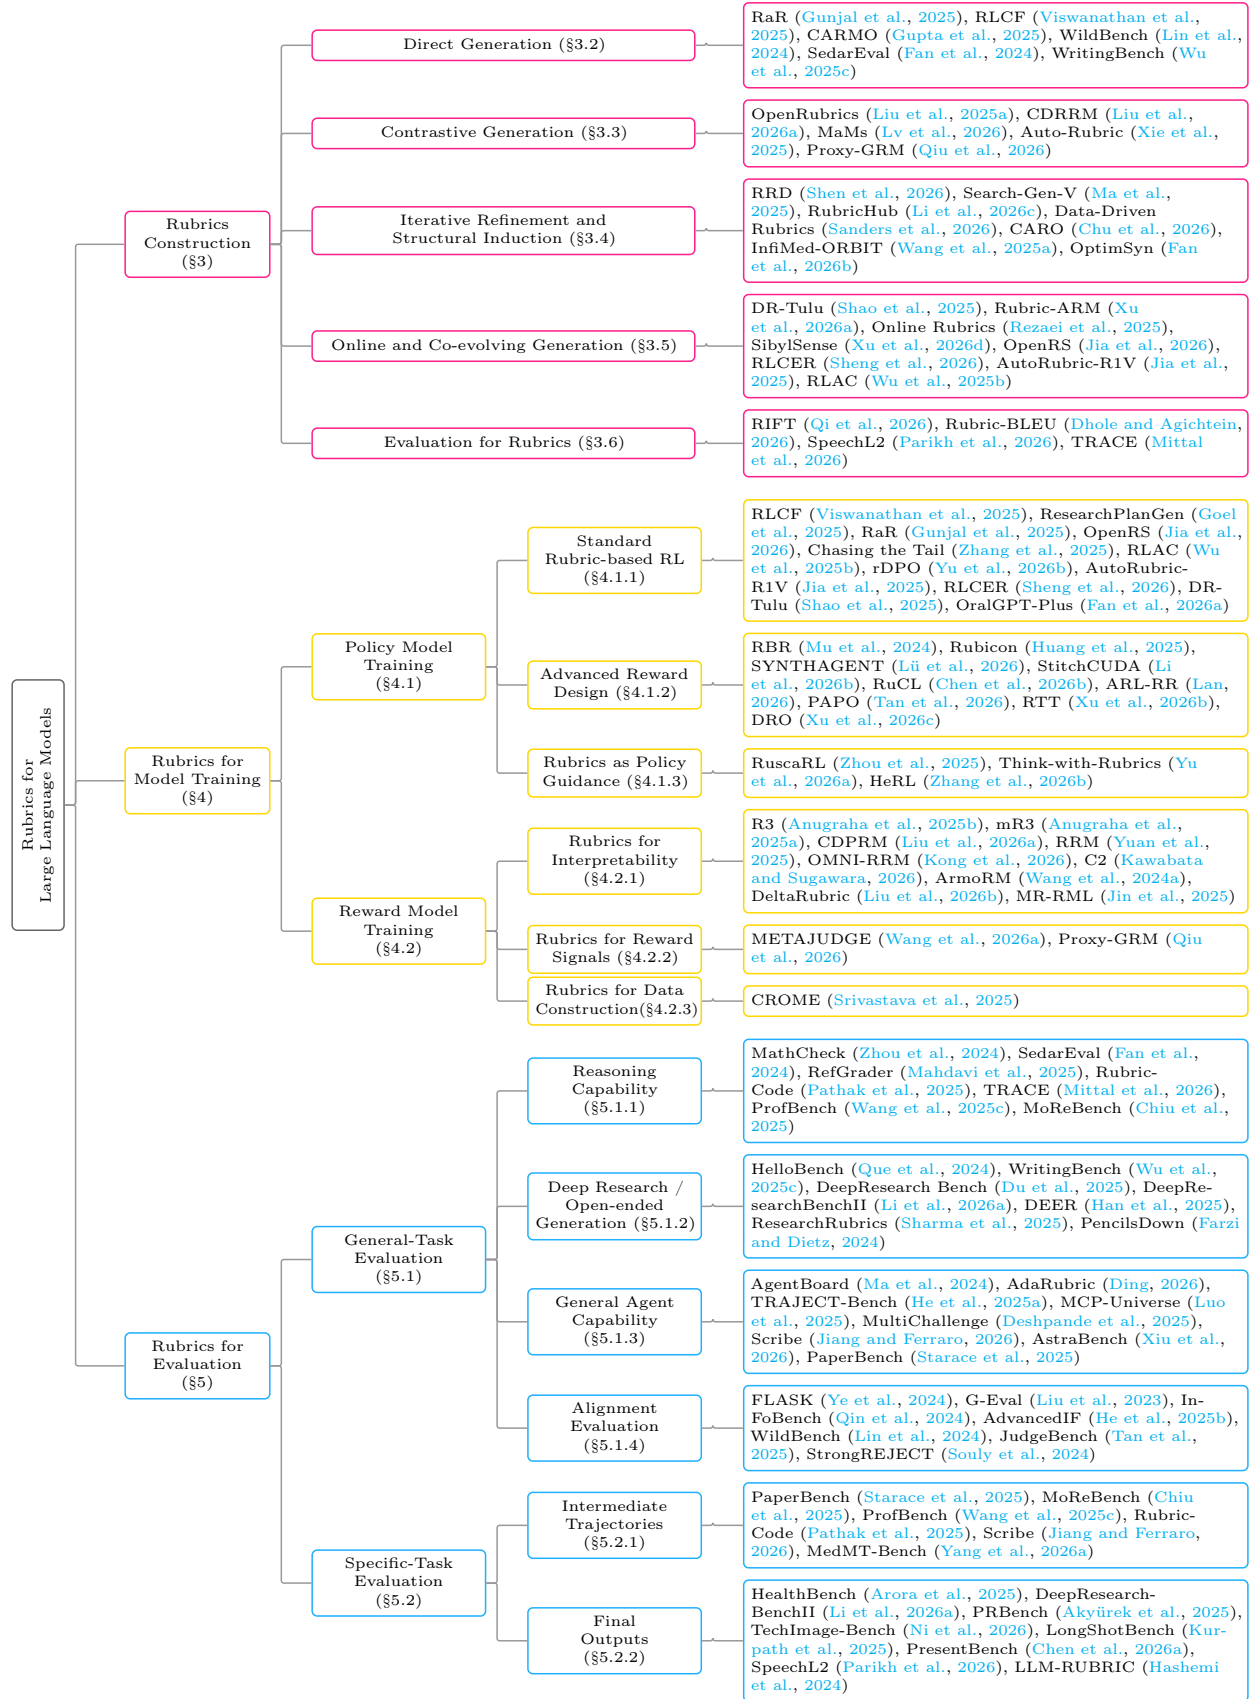 Rubrics for
Large Language Models
Rubrics
Construction
(§3)
Direct Generation (§3.2)
RaR (Gunjal et al., 2025), RLCF (Viswanathan et al.,
2025), CARMO (Gupta et al., 2025), WildBench (Lin et al.,
2024), SedarEval (Fan et al., 2024), WritingBench (Wu
et al., 2025c)
Contrastive Generation (§3.3)
OpenRubrics (Liu et al., 2025a), CDRRM (Liu et al.,
2026a), MaMs (Lv et al., 2026), Auto-Rubric (Xie et al.,
2025), Proxy-GRM (Qiu et al., 2026)
Iterative Refinement and
Structural Induction (§3.4)
RRD (Shen et al., 2026), Search-Gen-V (Ma et al.,
2025), RubricHub (Li et al., 2026c), Data-Driven
Rubrics (Sanders et al., 2026), CARO (Chu et al., 2026),
InfiMed-ORBIT (Wang et al., 2025a), OptimSyn (Fan
et al., 2026b)
Online and Co-evolving Generation (§3.5)
DR-Tulu (Shao et al., 2025), Rubric-ARM (Xu
et al., 2026a), Online Rubrics (Rezaei et al., 2025),
SibylSense (Xu et al., 2026d), OpenRS (Jia et al., 2026),
RLCER (Sheng et al., 2026), AutoRubric-R1V (Jia et al.,
2025), RLAC (Wu et al., 2025b)
Evaluation for Rubrics (§3.6)
RIFT (Qi et al., 2026), Rubric-BLEU (Dhole and Agichtein,
2026), SpeechL2 (Parikh et al., 2026), TRACE (Mittal
et al., 2026)
Rubrics for
Model Training
(§4)
Policy Model
Training
(§4.1)
Standard
Rubric-based RL
(§4.1.1)
RLCF (Viswanathan et al., 2025), ResearchPlanGen (Goel
et al., 2025), RaR (Gunjal et al., 2025), OpenRS (Jia et al.,
2026), Chasing the Tail (Zhang et al., 2025), RLAC (Wu
et al., 2025b), rDPO (Yu et al., 2026b), AutoRubric-
R1V (Jia et al., 2025), RLCER (Sheng et al., 2026), DR-
Tulu (Shao et al., 2025), OralGPT-Plus (Fan et al., 2026a)
Advanced Reward
Design (§4.1.2)
RBR (Mu et al., 2024), Rubicon (Huang et al., 2025),
SYNTHAGENT (Lü et al., 2026), StitchCUDA (Li
et al., 2026b), RuCL (Chen et al., 2026b), ARL-RR (Lan,
2026), PAPO (Tan et al., 2026), RTT (Xu et al., 2026b),
DRO (Xu et al., 2026c)
Rubrics as Policy
Guidance (§4.1.3)
RuscaRL (Zhou et al., 2025), Think-with-Rubrics (Yu
et al., 2026a), HeRL (Zhang et al., 2026b)
Reward Model
Training
(§4.2)
Rubrics for
Interpretability
(§4.2.1)
R3 (Anugraha et al., 2025b), mR3 (Anugraha et al.,
2025a), CDPRM (Liu et al., 2026a), RRM (Yuan et al.,
2025), OMNI-RRM (Kong et al., 2026), C2 (Kawabata
and Sugawara, 2026), ArmoRM (Wang et al., 2024a),
DeltaRubric (Liu et al., 2026b), MR-RML (Jin et al., 2025)
Rubrics for Reward
Signals (§4.2.2)
METAJUDGE (Wang et al., 2026a), Proxy-GRM (Qiu
et al., 2026)
Rubrics for Data
Construction(§4.2.3)
CROME (Srivastava et al., 2025)
Rubrics for
Evaluation
(§5)
General-Task
Evaluation
(§5.1)
Reasoning
Capability
(§5.1.1)
MathCheck (Zhou et al., 2024), SedarEval (Fan et al.,
2024), RefGrader (Mahdavi et al., 2025), Rubric-
Code (Pathak et al., 2025), TRACE (Mittal et al., 2026),
ProfBench (Wang et al., 2025c), MoReBench (Chiu et al.,
2025)
Deep Research /
Open-ended
Generation (§5.1.2)
HelloBench (Que et al., 2024), WritingBench (Wu et al.,
2025c), DeepResearch Bench (Du et al., 2025), DeepRe-
searchBenchII (Li et al., 2026a), DEER (Han et al., 2025),
ResearchRubrics (Sharma et al., 2025), PencilsDown (Farzi
and Dietz, 2024)
General Agent
Capability
(§5.1.3)
AgentBoard (Ma et al., 2024), AdaRubric (Ding, 2026),
TRAJECT-Bench (He et al., 2025a), MCP-Universe (Luo
et al., 2025), MultiChallenge (Deshpande et al., 2025),
Scribe (Jiang and Ferraro, 2026), AstraBench (Xiu et al.,
2026), PaperBench (Starace et al., 2025)
Alignment
Evaluation
(§5.1.4)
FLASK (Ye et al., 2024), G-Eval (Liu et al., 2023), In-
FoBench (Qin et al., 2024), AdvancedIF (He et al., 2025b),
WildBench (Lin et al., 2024), JudgeBench (Tan et al.,
2025), StrongREJECT (Souly et al., 2024)
Specific-Task
Evaluation
(§5.2)
Intermediate
Trajectories
(§5.2.1)
PaperBench (Starace et al., 2025), MoReBench (Chiu
et al., 2025), ProfBench (Wang et al., 2025c), Rubric-
Code (Pathak et al., 2025), Scribe (Jiang and Ferraro,
2026), MedMT-Bench (Yang et al., 2026a)
Final
Outputs
(§5.2.2)
HealthBench (Arora et al., 2025), DeepResearch-
BenchII (Li et al., 2026a), PRBench (Akyürek et al., 2025),
TechImage-Bench (Ni et al., 2026), LongShotBench (Kur-
path et al., 2025), PresentBench (Chen et al., 2026a),
SpeechL2 (Parikh et al., 2026), LLM-RUBRIC (Hashemi
et al., 2024)